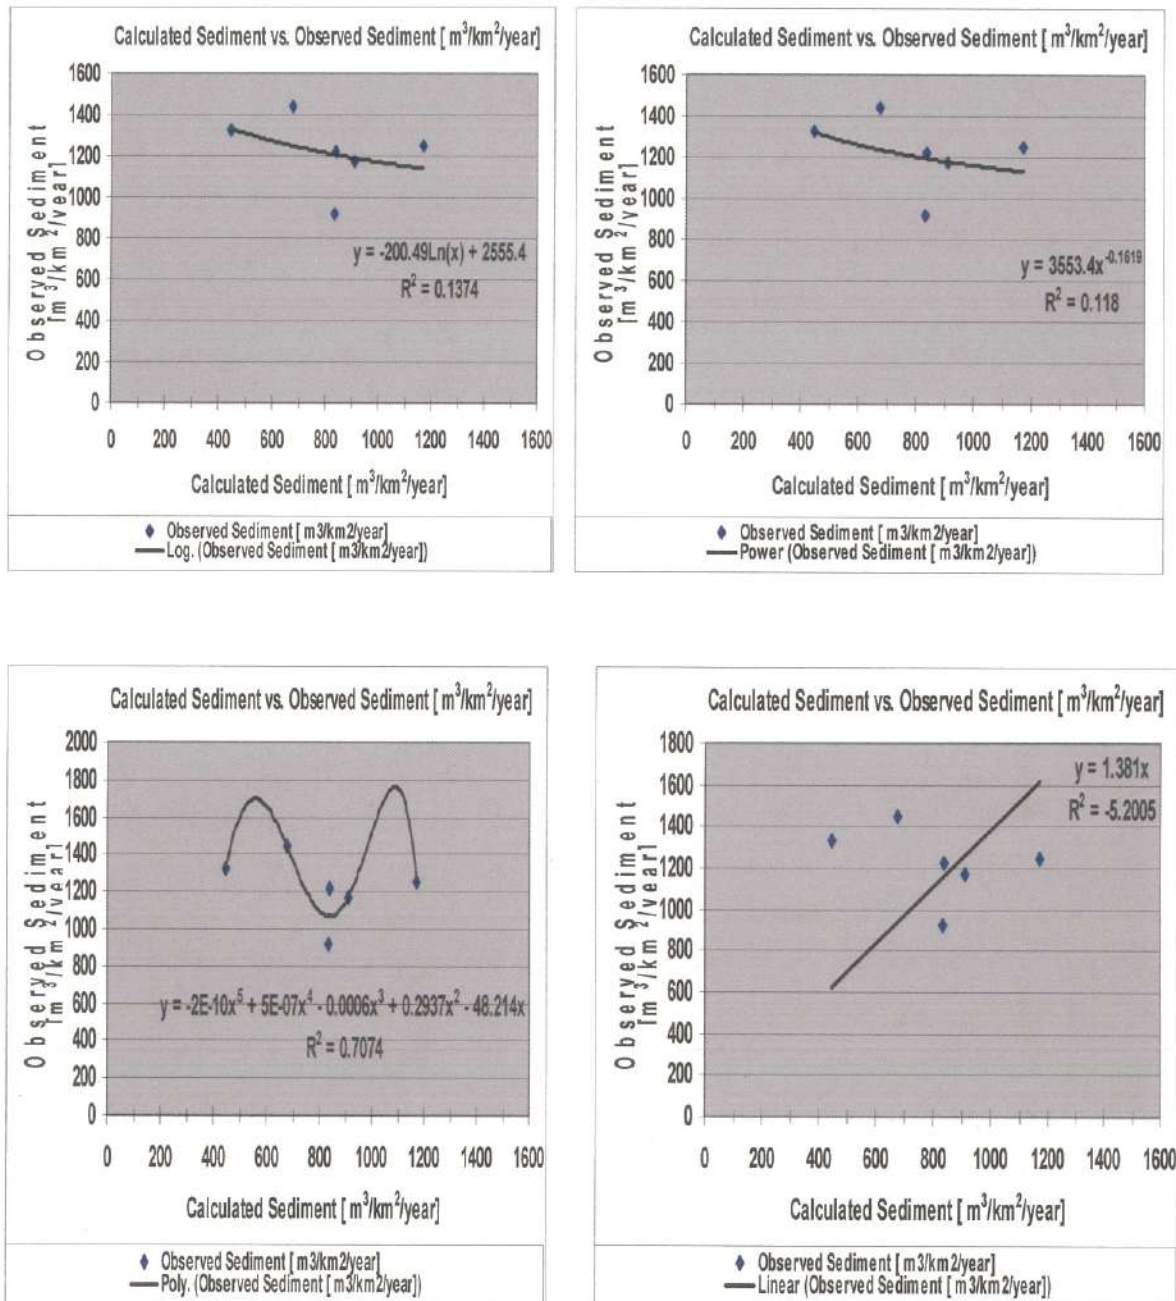 Calculated Sediment vs. Observed Sediment [ m³/km²/year]
1600
1400
1200
1000
800
600
400
200
0
Observed Sediment
[m³/km²/year]
y = -200.49Ln(x) + 2555.4
R² = 0.1374
0 200 400 600 800 1000 1200 1400 1600
Calculated Sediment [ m³/km²/year]
Observed Sediment [ m3/km2/year]
Log. (Observed Sediment [ m3/km2/year])
Calculated Sediment vs. Observed Sediment [ m³/km²/year]
1600
1400
1200
1000
800
600
400
200
0
Observed Sediment
[m³/km²/year]
y = 3553.4x^-0.1619
R² = 0.118
0 200 400 600 800 1000 1200 1400 1600
Calculated Sediment [ m³/km²/year]
Observed Sediment [ m3/km2/year]
Power (Observed Sediment [ m3/km2/year])
Calculated Sediment vs. Observed Sediment [ m³/km²/year]
2000
1800
1600
1400
1200
1000
800
600
400
200
0
Observed Sediment
[m³/km²/year]
y = -2E-10x⁵ + 5E-07x⁴ - 0.0006x³ + 0.2937x² - 48.214x
R² = 0.7074
0 200 400 600 800 1000 1200 1400 1600
Calculated Sediment [ m³/km²/year]
Observed Sediment [ m3/km2/year]
Poly. (Observed Sediment [ m3/km2/year])
Calculated Sediment vs. Observed Sediment [ m³/km²/year]
1800
1600
1400
1200
1000
800
600
400
200
0
Observed Sediment
[m³/km²/year]
y = 1.381x
R² = -5.2005
0 200 400 600 800 1000 1200 1400 1600
Calculated Sediment [ m³/km²/year]
Observed Sediment [ m3/km2/year]
Linear (Observed Sediment [ m3/km2/year])